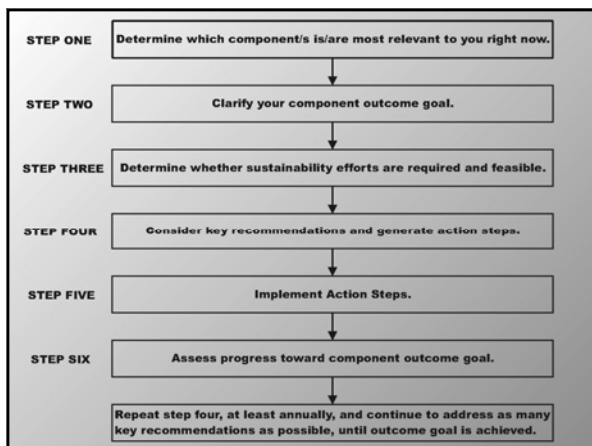 STEP ONE
Determine which component/s is/are most relevant to you right now.
STEP TWO
Clarify your component outcome goal.
STEP THREE
Determine whether sustainability efforts are required and feasible.
STEP FOUR
Consider key recommendations and generate action steps.
STEP FIVE
Implement Action Steps.
STEP SIX
Assess progress toward component outcome goal.
Repeat step four, at least annually, and continue to address as many
key recommendations as possible, until outcome goal is achieved.